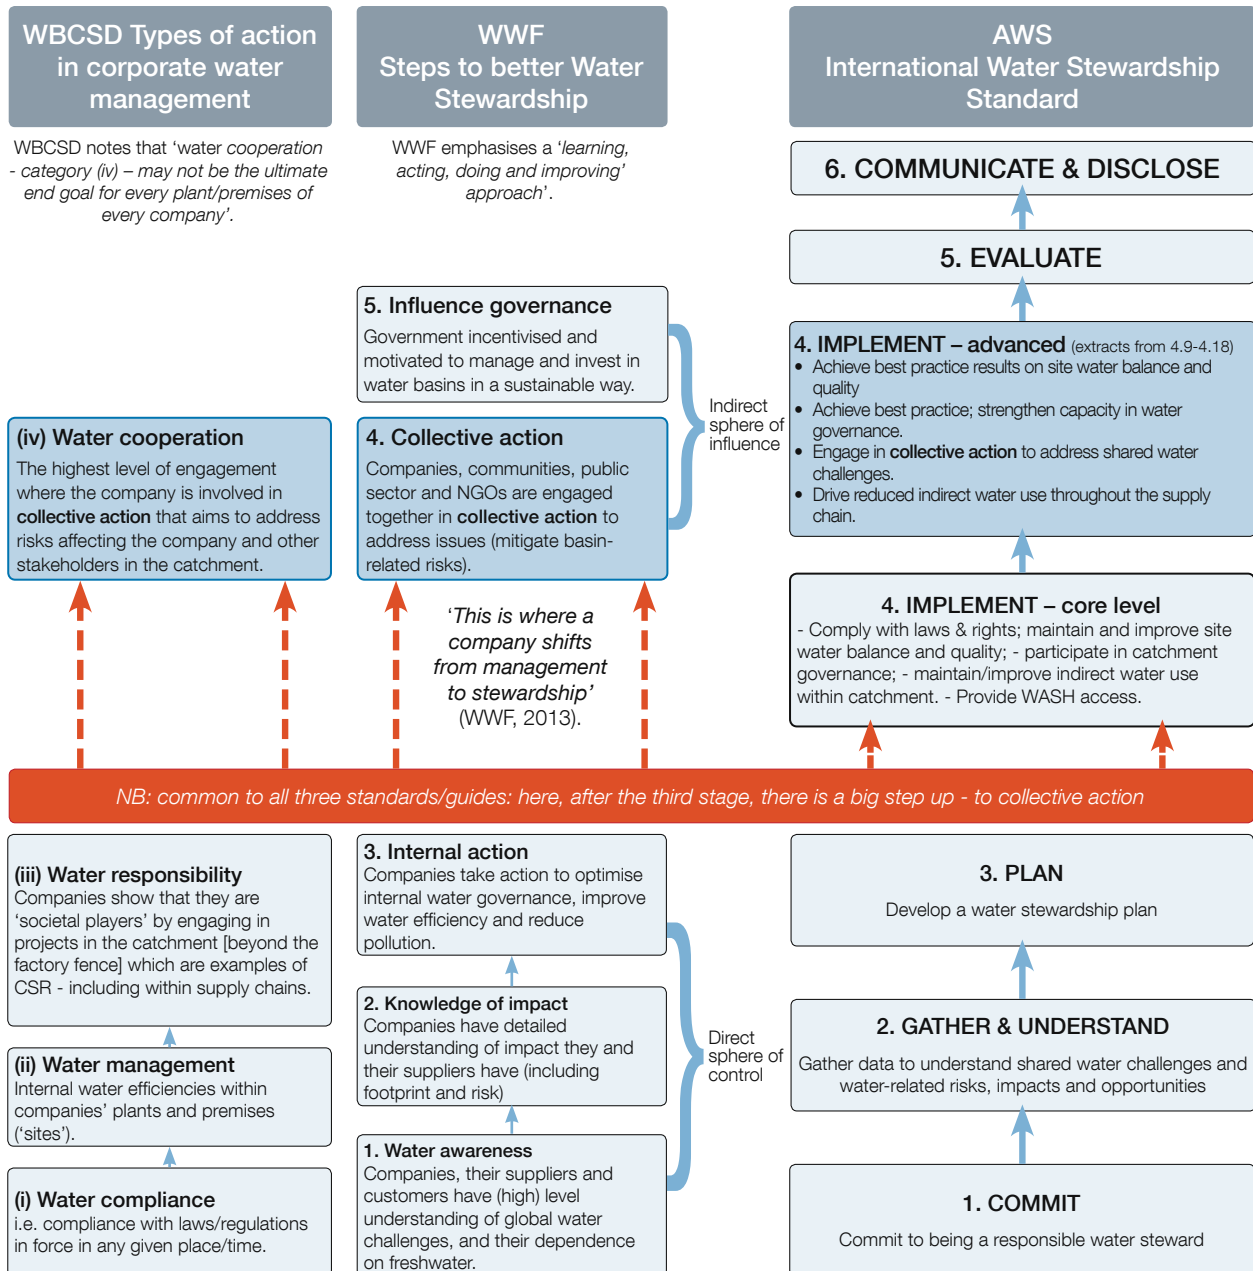 WBCSD Types of action
in corporate water
management
WBCSD notes that ‘water cooperation
- category (iv) – may not be the ultimate
end goal for every plant/premises of
every company’.
(iv) Water cooperation
The highest level of engagement
where the company is involved in
collective action that aims to address
risks affecting the company and other
stakeholders in the catchment.
WWF
Steps to better Water
Stewardship
WWF emphasises a ‘learning,
acting, doing and improving’
approach’.
5. Influence governance
Government incentivised and
motivated to manage and invest in
water basins in a sustainable way.
4. Collective action
Companies, communities, public
sector and NGOs are engaged
together in collective action to
address issues (mitigate basin-
related risks).
Indirect
sphere of
influence
‘This is where a
company shifts
from management
to stewardship’
(WWF, 2013).
AWS
International Water Stewardship
Standard
6. COMMUNICATE & DISCLOSE
5. EVALUATE
4. IMPLEMENT – advanced (extracts from 4.9-4.18)
• Achieve best practice results on site water balance and
quality
• Achieve best practice; strengthen capacity in water
governance.
• Engage in collective action to address shared water
challenges.
• Drive reduced indirect water use throughout the supply
chain.
4. IMPLEMENT – core level
- Comply with laws & rights; maintain and improve site
water balance and quality; - participate in catchment
governance; - maintain/improve indirect water use
within catchment. - Provide WASH access.
NB: common to all three standards/guides: here, after the third stage, there is a big step up - to collective action
(iii) Water responsibility
Companies show that they are
‘societal players’ by engaging in
projects in the catchment [beyond the
factory fence] which are examples of
CSR - including within supply chains.
(ii) Water management
Internal water efficiencies within
companies’ plants and premises
(‘sites’).
(i) Water compliance
i.e. compliance with laws/regulations
in force in any given place/time.
3. Internal action
Companies take action to optimise
internal water governance, improve
water efficiency and reduce
pollution.
2. Knowledge of impact
Companies have detailed
understanding of impact they and
their suppliers have (including
footprint and risk)
1. Water awareness
Companies, their suppliers and
customers have (high) level
understanding of global water
challenges, and their dependence
on freshwater.
Direct
sphere of
control
3. PLAN
Develop a water stewardship plan
2. GATHER & UNDERSTAND
Gather data to understand shared water challenges and
water-related risks, impacts and opportunities
1. COMMIT
Commit to being a responsible water steward